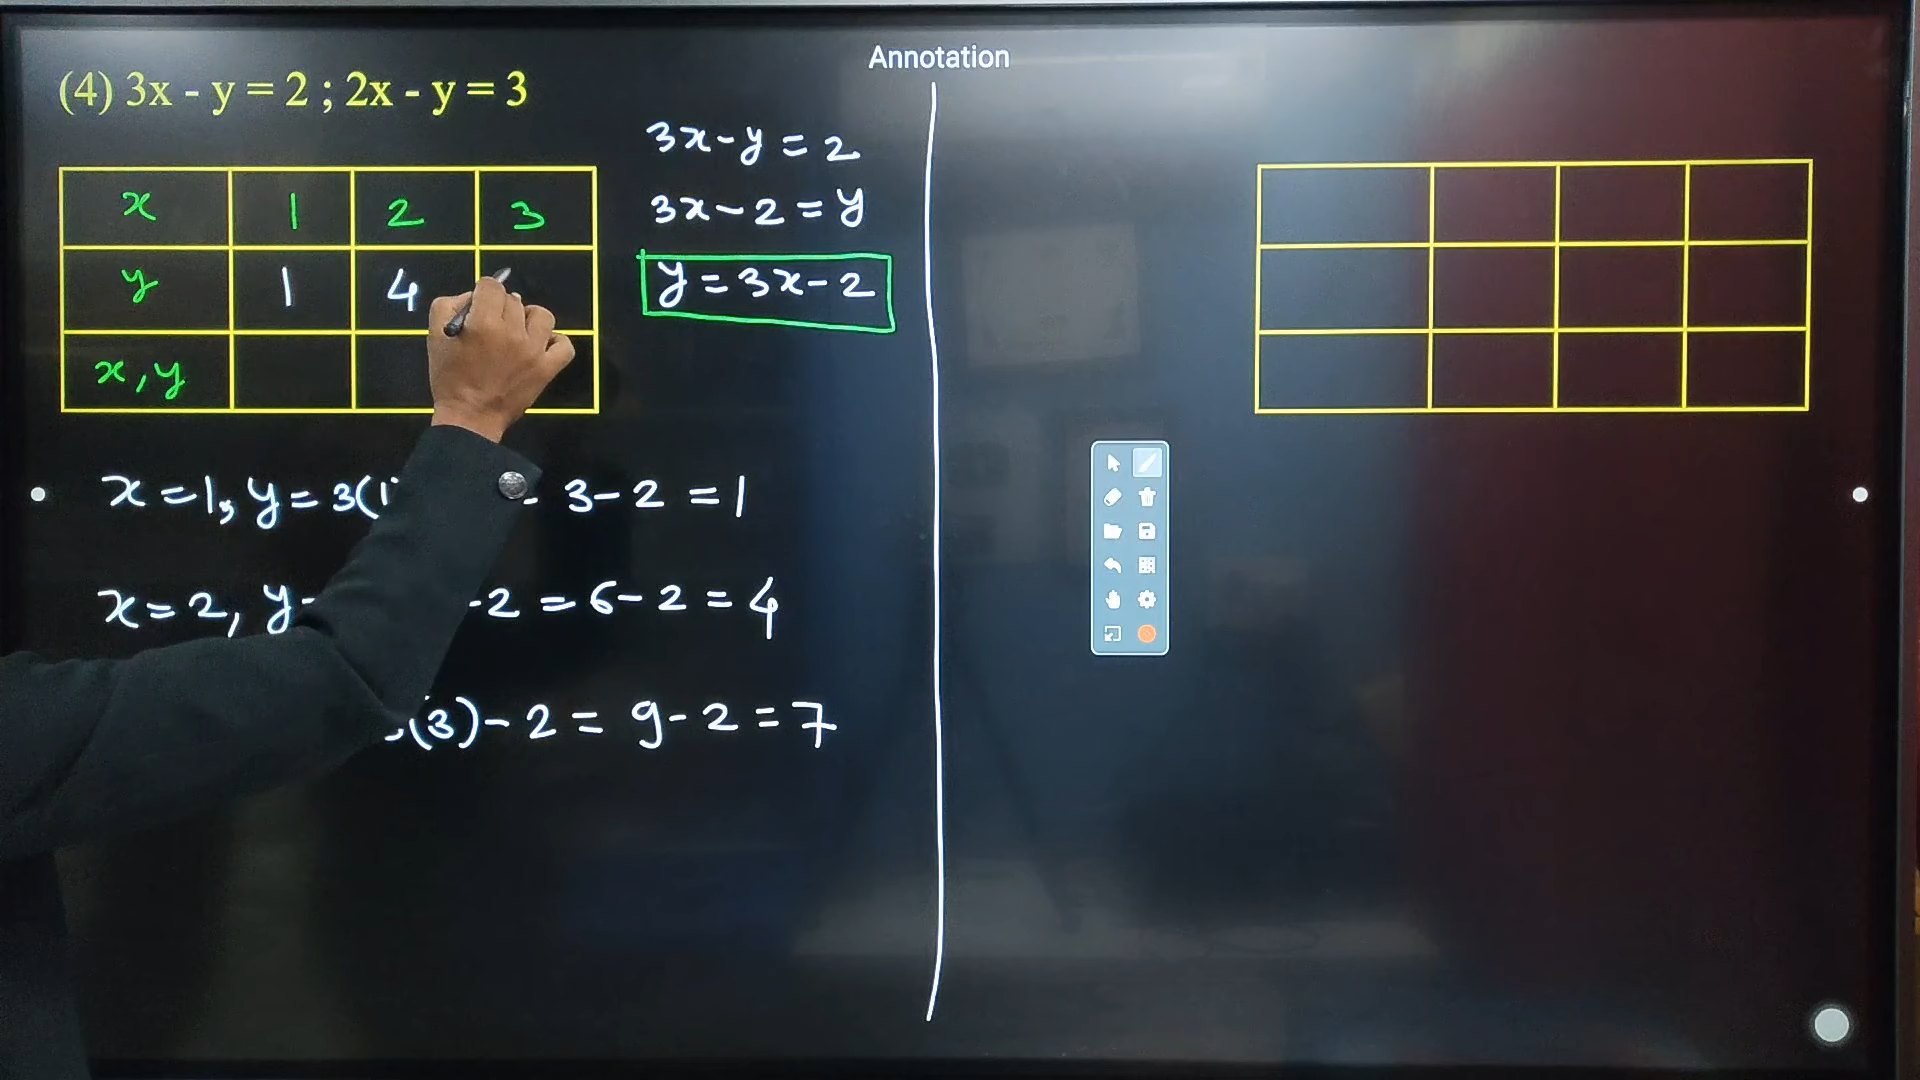 Annotation
(4) 3x - y = 2 ; 2x - y = 3
x 1 2 3
y 1 4
x, y
3x - y = 2
3x - 2 = y
y = 3x - 2
x = 1, y = 3(1 - 3 - 2 = 1
x = 2, y - 2 = 6 - 2 = 4
(3) - 2 = 9 - 2 = 7